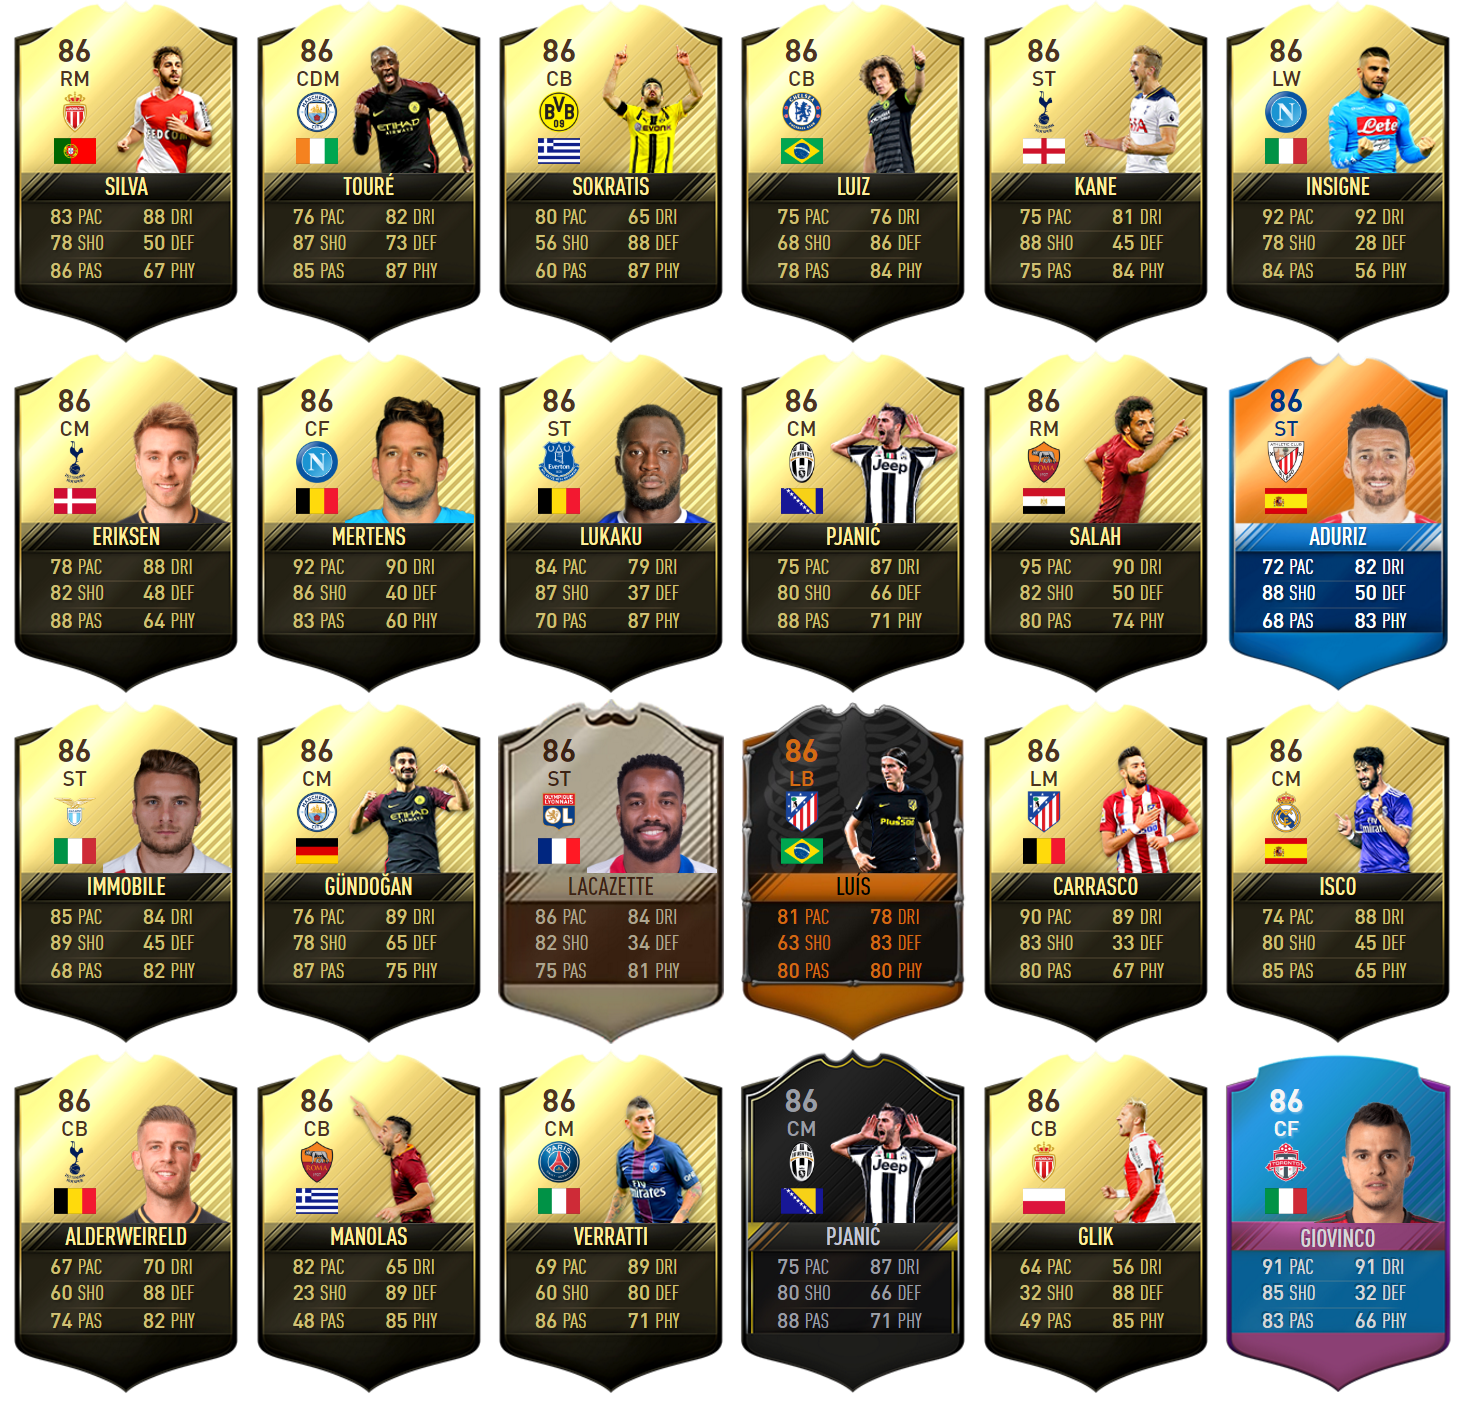 86 86 86 86 86 86
RM CDM CB CB ST LW
SILVA TOURÉ SOKRATIS LUIZ KANE INSIGNE
83 PAC 88 DRI 76 PAC 82 DRI 80 PAC 65 DRI 75 PAC 76 DRI 75 PAC 81 DRI 92 PAC 92 DRI
78 SHO 50 DEF 87 SHO 73 DEF 56 SHO 88 DEF 68 SHO 86 DEF 88 SHO 45 DEF 78 SHO 28 DEF
86 PAS 67 PHY 85 PAS 87 PHY 60 PAS 87 PHY 78 PAS 84 PHY 75 PAS 84 PHY 84 PAS 56 PHY
86 86 86 86 86 86
CM CF ST CM RM ST
ERIKSEN MERTENS LUKAKU PJANIĆ SALAH ADURIZ
78 PAC 88 DRI 92 PAC 90 DRI 84 PAC 79 DRI 75 PAC 87 DRI 95 PAC 90 DRI 72 PAC 82 DRI
82 SHO 48 DEF 86 SHO 40 DEF 87 SHO 37 DEF 80 SHO 66 DEF 82 SHO 50 DEF 88 SHO 50 DEF
88 PAS 64 PHY 83 PAS 60 PHY 70 PAS 87 PHY 88 PAS 71 PHY 80 PAS 74 PHY 68 PAS 83 PHY
86 86 86 86 86 86
ST CM ST LB LM CM
IMMOBILE GÜNDOĞAN LACAZETTE LUÍS CARRASCO ISCO
85 PAC 84 DRI 76 PAC 89 DRI 86 PAC 84 DRI 81 PAC 78 DRI 90 PAC 89 DRI 74 PAC 88 DRI
89 SHO 45 DEF 78 SHO 65 DEF 82 SHO 34 DEF 63 SHO 83 DEF 83 SHO 33 DEF 80 SHO 45 DEF
68 PAS 82 PHY 87 PAS 75 PHY 75 PAS 81 PHY 80 PAS 80 PHY 80 PAS 67 PHY 85 PAS 65 PHY
86 86 86 86 86 86
CB CB CM CM CB CF
ALDERWEIRELD MANOLAS VERRATTI PJANIĆ GLIK GIOVINCO
67 PAC 70 DRI 82 PAC 65 DRI 69 PAC 89 DRI 75 PAC 87 DRI 64 PAC 56 DRI 91 PAC 91 DRI
60 SHO 88 DEF 23 SHO 89 DEF 60 SHO 80 DEF 80 SHO 66 DEF 32 SHO 88 DEF 85 SHO 32 DEF
74 PAS 82 PHY 48 PAS 85 PHY 86 PAS 71 PHY 88 PAS 71 PHY 49 PAS 85 PHY 83 PAS 66 PHY